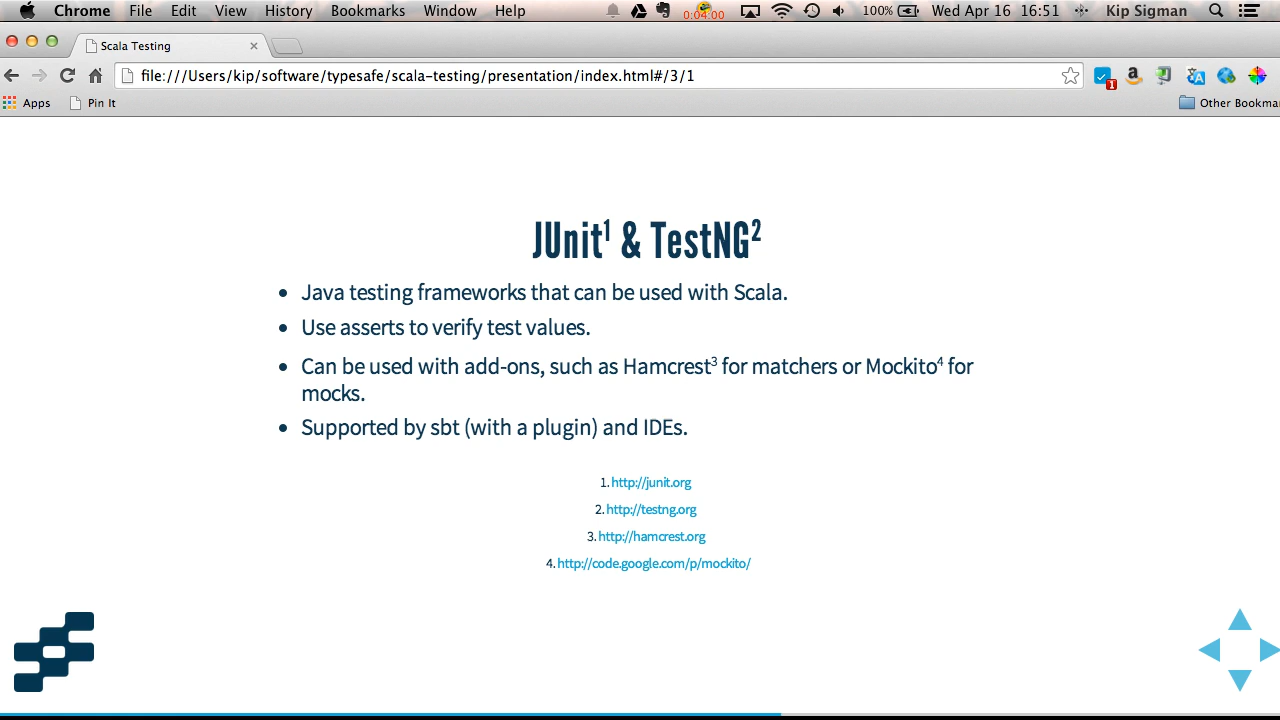 Chrome File Edit View History Bookmarks Window Help 0:04:00 100% Wed Apr 16 16:51 Kip Sigman
Scala Testing
file:///Users/kip/software/typesafe/scala-testing/presentation/index.html#/3/1
1
Apps Pin It Other Bookma
JUnit¹ & TestNG²
• Java testing frameworks that can be used with Scala.
• Use asserts to verify test values.
• Can be used with add-ons, such as Hamcrest³ for matchers or Mockito⁴ for
mocks.
• Supported by sbt (with a plugin) and IDEs.
1. http://junit.org
2. http://testng.org
3. http://hamcrest.org
4. http://code.google.com/p/mockito/